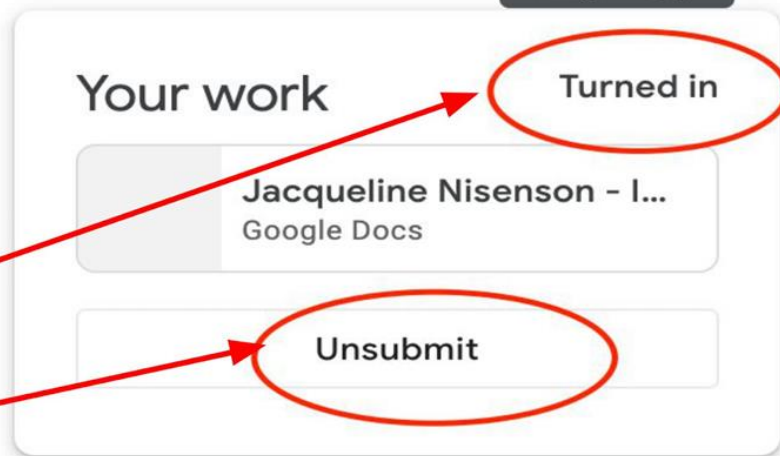 Your work
Turned in
Jacqueline Nisenson - I...
Google Docs
Unsubmit